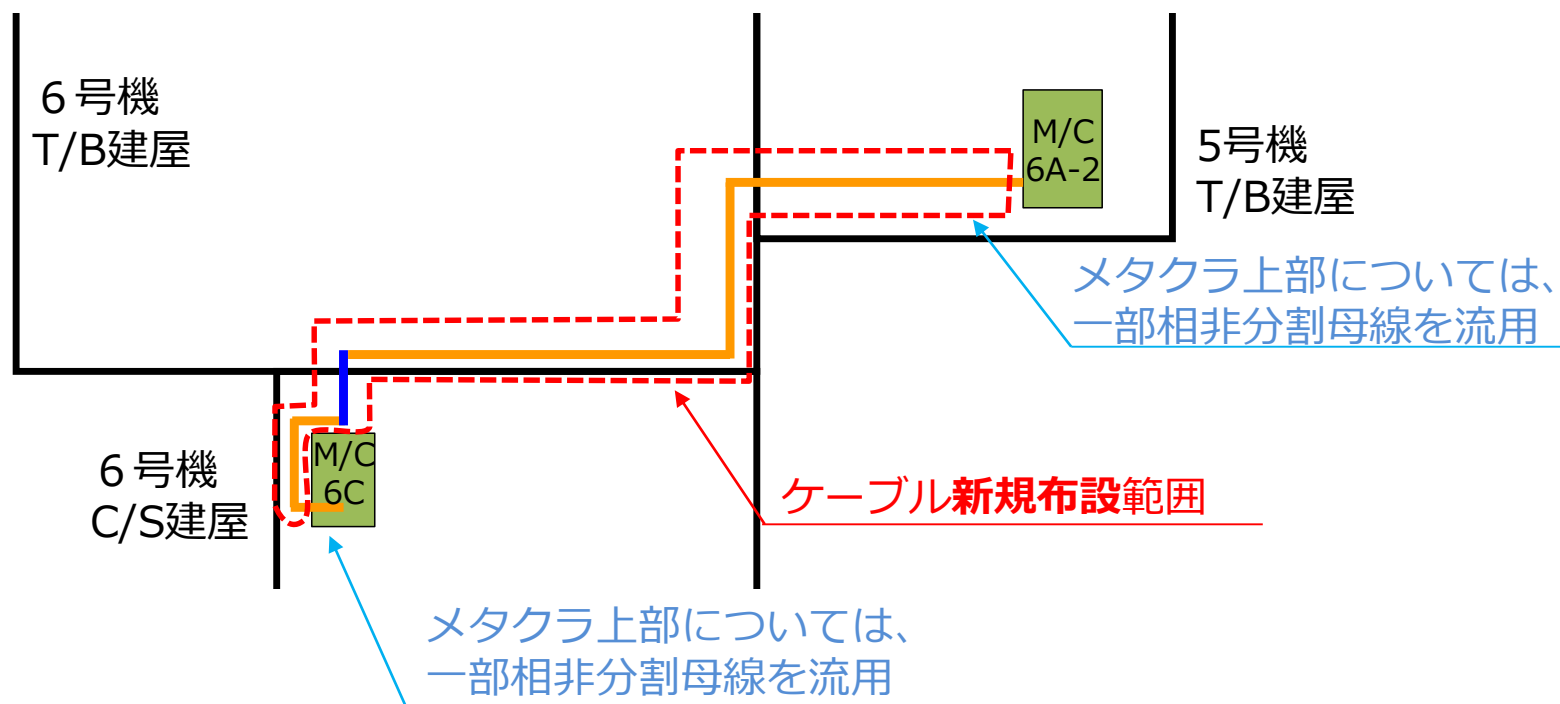 ６号機
T/B建屋
M/C
6A-2
5号機
T/B建屋
メタクラ上部については、
一部相非分割母線を流用
M/C
6C
６号機
C/S建屋
ケーブル新規布設範囲
メタクラ上部については、
一部相非分割母線を流用